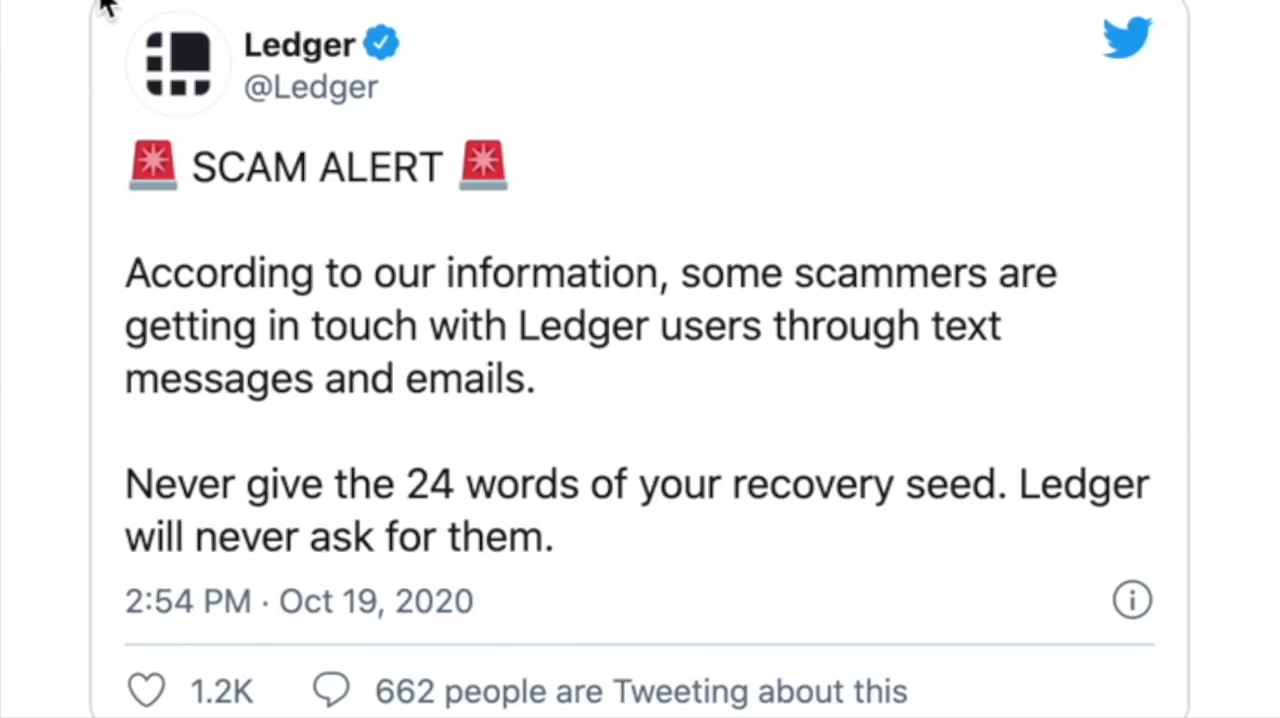 Ledger
@Ledger
🚨 SCAM ALERT 🚨
According to our information, some scammers are
getting in touch with Ledger users through text
messages and emails.
Never give the 24 words of your recovery seed. Ledger
will never ask for them.
2:54 PM · Oct 19, 2020
1.2K 662 people are Tweeting about this